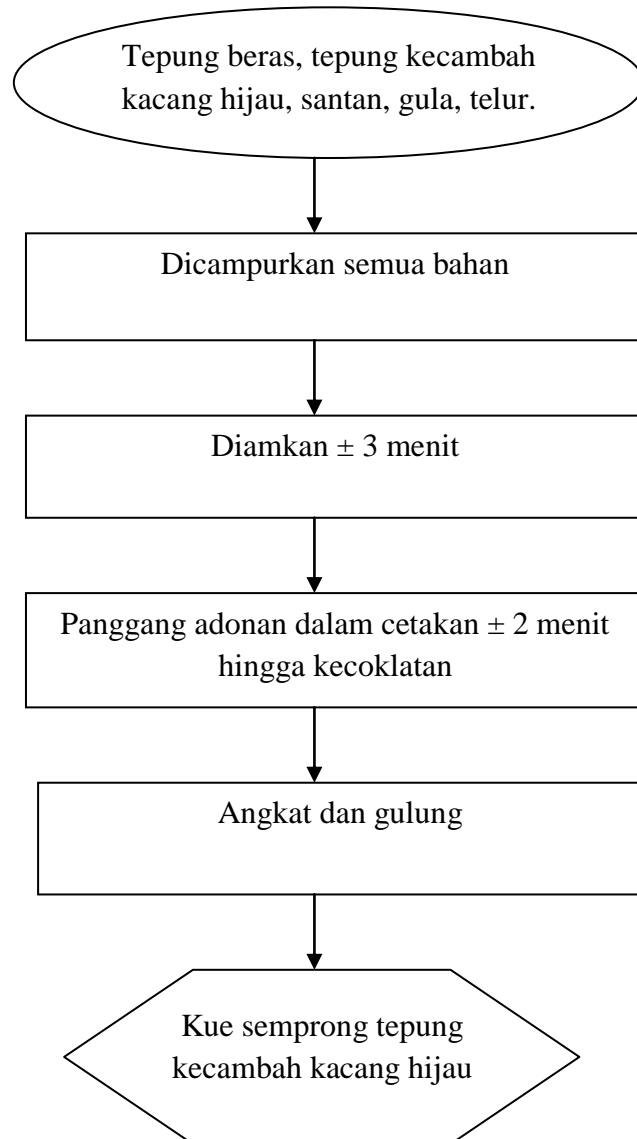 Tepung beras, tepung kecambah
kacang hijau, santan, gula, telur.
Dicampurkan semua bahan
Diamkan ± 3 menit
Panggang adonan dalam cetakan ± 2 menit
hingga kecoklatan
Angkat dan gulung
Kue semprong tepung
kecambah kacang hijau